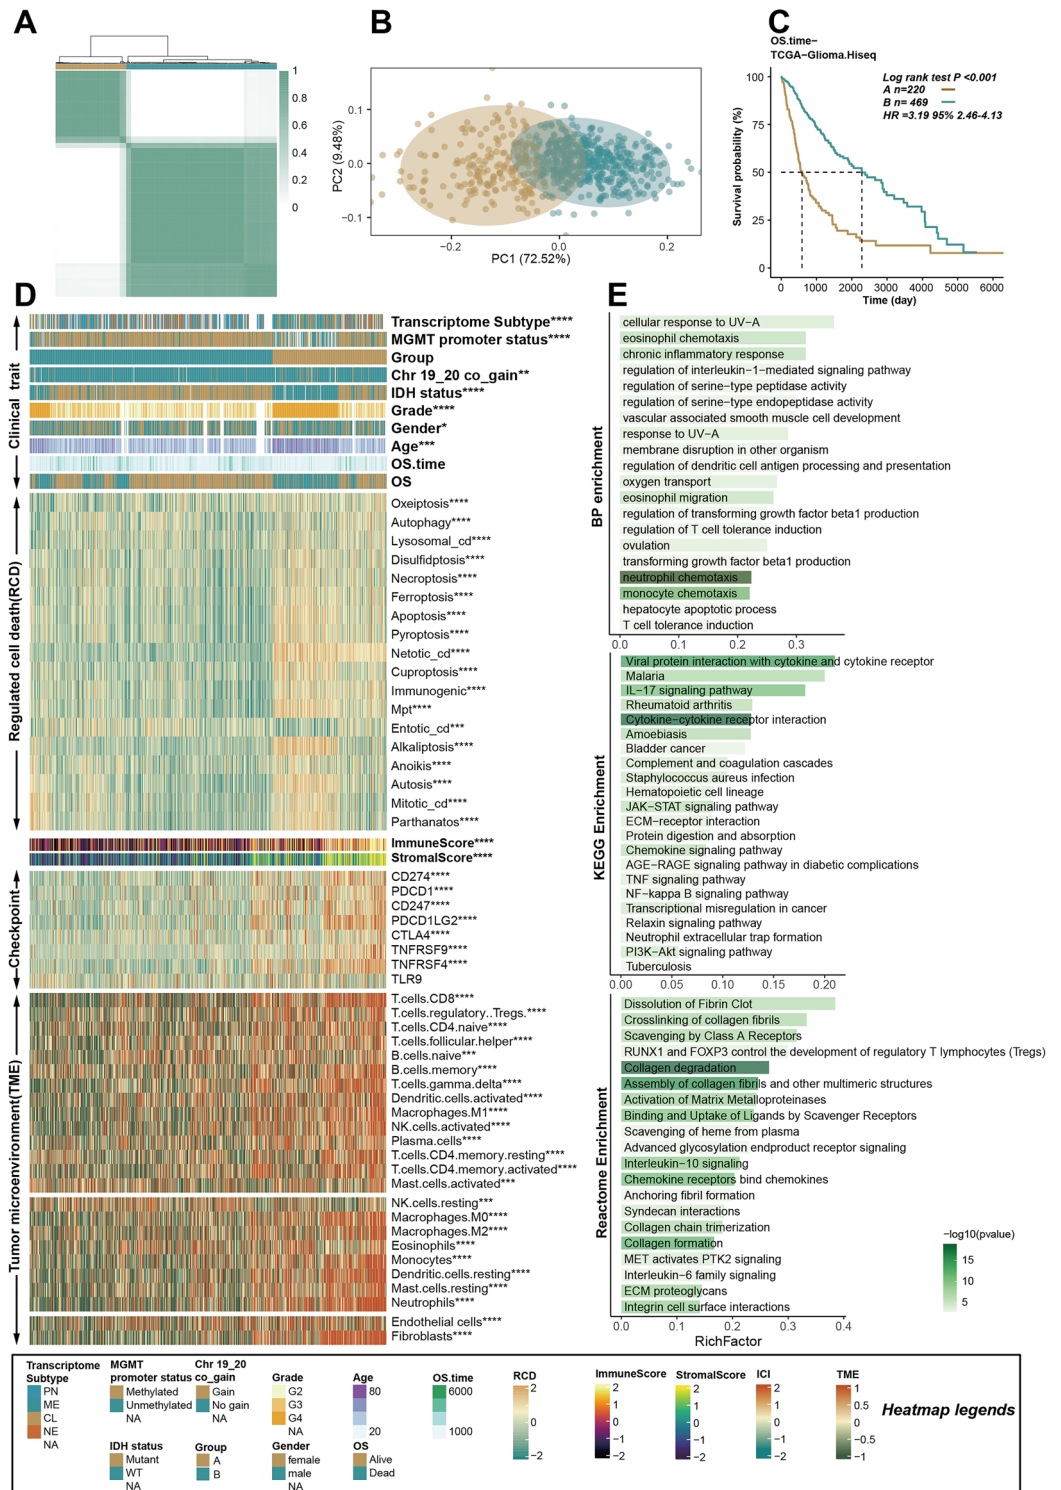 A
1
0.8
0.6
0.4
0.2
0
B
PC2 (9.48%)
0.1
0.0
−0.1
−0.2
0.0
0.2
PC1 (72.52%)
C
OS.time−
TCGA−Glioma.Hiseq
Log rank test P <0.001
A n=220
B n= 469
HR =3.19 95% 2.46-4.13
Survival probability (%)
100
75
50
25
0
0
1000
2000
3000
4000
5000
6000
Time (day)
D
Clinical trait
Transcriptome Subtype****
MGMT promoter status****
Group
Chr 19_20 co_gain**
IDH status****
Grade****
Gender*
Age***
OS.time
OS
Regulated cell death(RCD)
Oxeiptosis****
Autophagy****
Lysosomal_cd****
Disulfidptosis****
Necroptosis****
Ferroptosis****
Apoptosis****
Pyroptosis****
Netotic_cd****
Cuproptosis****
Immunogenic****
Mpt****
Entotic_cd***
Alkaliptosis****
Anoikis****
Autosis****
Mitotic_cd****
Parthanatos****
ImmuneScore****
StromalScore****
Checkpoint
CD274****
PDCD1****
CD247****
PDCD1LG2****
CTLA4****
TNFRSF9****
TNFRSF4****
TLR9
Tumor microenvironment(TME)
T.cells.CD8****
T.cells.regulatory..Tregs.****
T.cells.CD4.naive****
T.cells.follicular.helper****
B.cells.naive***
B.cells.memory****
T.cells.gamma.delta****
Dendritic.cells.activated****
Macrophages.M1****
NK.cells.activated****
Plasma.cells****
T.cells.CD4.memory.resting****
T.cells.CD4.memory.activated****
Mast.cells.activated***
NK.cells.resting***
Macrophages.M0****
Macrophages.M2****
Eosinophils****
Monocytes****
Dendritic.cells.resting****
Mast.cells.resting****
Neutrophils****
Endothelial cells****
Fibroblasts****
E
BP enrichment
cellular response to UV−A
eosinophil chemotaxis
chronic inflammatory response
regulation of interleukin−1−mediated signaling pathway
regulation of serine−type peptidase activity
regulation of serine−type endopeptidase activity
vascular associated smooth muscle cell development
response to UV−A
membrane disruption in other organism
regulation of dendritic cell antigen processing and presentation
oxygen transport
eosinophil migration
regulation of transforming growth factor beta1 production
regulation of T cell tolerance induction
ovulation
transforming growth factor beta1 production
neutrophil chemotaxis
monocyte chemotaxis
hepatocyte apoptotic process
T cell tolerance induction
0.0
0.1
0.2
0.3
KEGG Enrichment
Viral protein interaction with cytokine and cytokine receptor
Malaria
IL−17 signaling pathway
Rheumatoid arthritis
Cytokine−cytokine receptor interaction
Amoebiasis
Bladder cancer
Complement and coagulation cascades
Staphylococcus aureus infection
Hematopoietic cell lineage
JAK−STAT signaling pathway
ECM−receptor interaction
Protein digestion and absorption
Chemokine signaling pathway
AGE−RAGE signaling pathway in diabetic complications
TNF signaling pathway
NF−kappa B signaling pathway
Transcriptional misregulation in cancer
Relaxin signaling pathway
Neutrophil extracellular trap formation
PI3K−Akt signaling pathway
Tuberculosis
0.00
0.05
0.10
0.15
0.20
Reactome Enrichment
Dissolution of Fibrin Clot
Crosslinking of collagen fibrils
Scavenging by Class A Receptors
RUNX1 and FOXP3 control the development of regulatory T lymphocytes (Tregs)
Collagen degradation
Assembly of collagen fibrils and other multimeric structures
Activation of Matrix Metalloproteinases
Binding and Uptake of Ligands by Scavenger Receptors
Scavenging of heme from plasma
Advanced glycosylation endproduct receptor signaling
Interleukin−10 signaling
Chemokine receptors bind chemokines
Anchoring fibril formation
Syndecan interactions
Collagen chain trimerization
Collagen formation
MET activates PTK2 signaling
Interleukin−6 family signaling
ECM proteoglycans
Integrin cell surface interactions
0.0
0.1
0.2
0.3
0.4
RichFactor
−log10(pvalue)
15
10
5
Transcriptome
Subtype
PN
ME
CL
NE
NA
MGMT
promoter status
Methylated
Unmethylated
NA
Chr 19_20
co_gain
Gain
No gain
NA
Grade
G2
G3
G4
NA
Age
80
20
OS.time
6000
1000
RCD
2
1
0
−1
−2
ImmuneScore
2
1
0
−1
−2
StromalScore
2
1
0
−1
−2
ICI
2
1
0
−1
−2
TME
1
0.5
0
−0.5
−1
Heatmap legends
IDH status
Mutant
WT
NA
Group
A
B
Gender
female
male
NA
OS
Alive
Dead